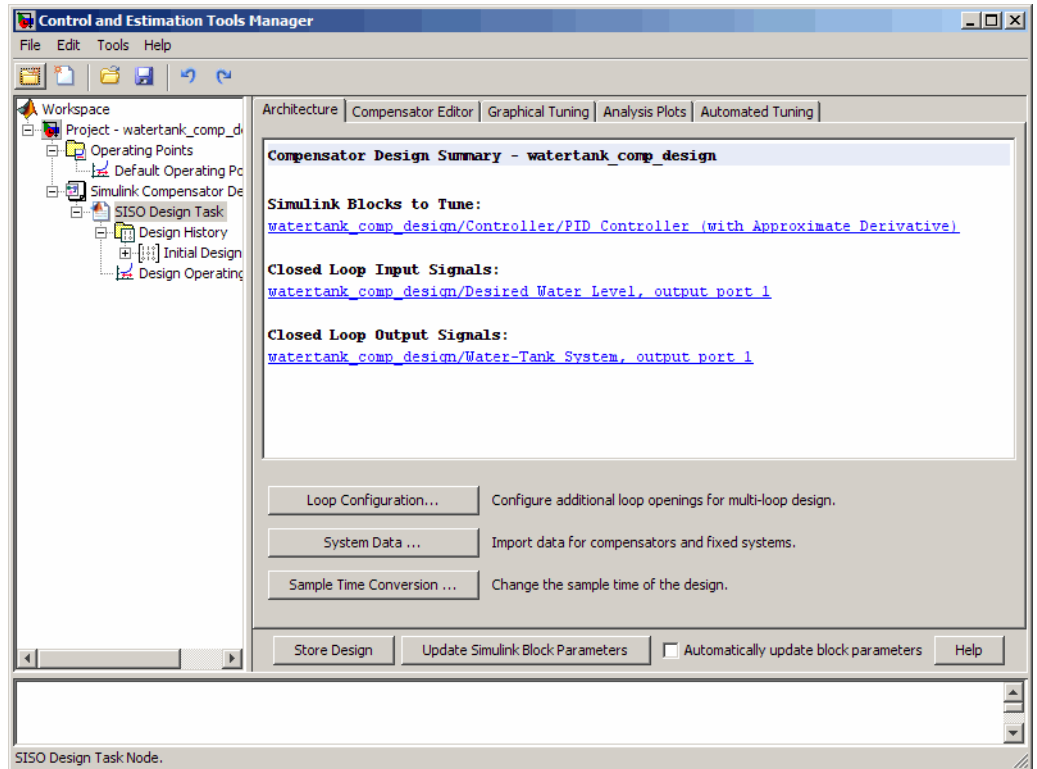 Control and Estimation Tools Manager
File Edit Tools Help
Workspace
Project - watertank_comp_d
Operating Points
Default Operating Po
Simulink Compensator De
SISO Design Task
Design History
Initial Design
Design Operating
Architecture Compensator Editor Graphical Tuning Analysis Plots Automated Tuning
Compensator Design Summary - watertank_comp_design
Simulink Blocks to Tune:
watertank_comp_design/Controller/PID Controller (with Approximate Derivative)
Closed Loop Input Signals:
watertank_comp_design/Desired Water Level, output port 1
Closed Loop Output Signals:
watertank_comp_design/Water-Tank System, output port 1
Loop Configuration... Configure additional loop openings for multi-loop design.
System Data ... Import data for compensators and fixed systems.
Sample Time Conversion ... Change the sample time of the design.
Store Design Update Simulink Block Parameters Automatically update block parameters Help
SISO Design Task Node.